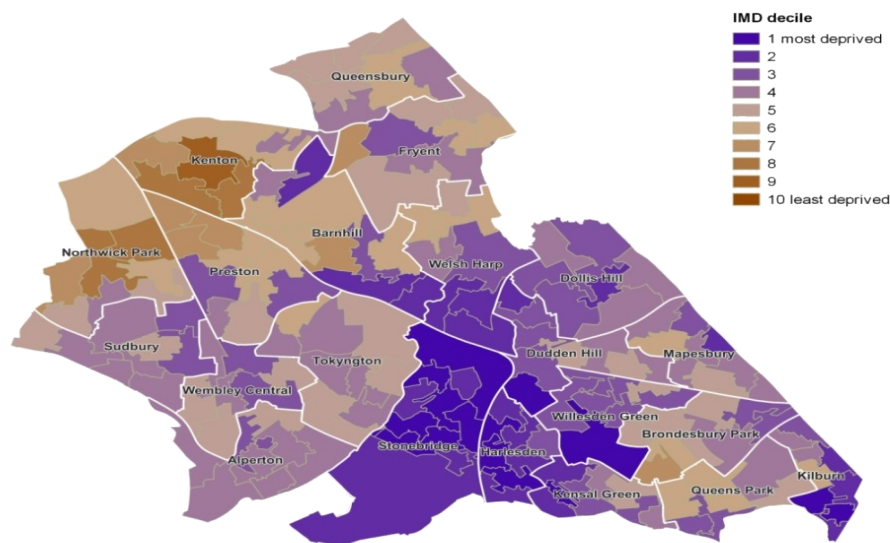 IMD decile
1 most deprived
2
3
4
5
6
7
8
9
10 least deprived
Queensbury
Kenton
Fryent
Barnhill
Northwick Park
Preston
Welsh Harp
Dollis Hill
Sudbury
Tokyngton
Dudden Hill
Mapesbury
Wembley Central
Willesden Green
Brondesbury Park
Stonebridge
Harlesden
Alperton
Kilburn
Queens Park
Kensal Green